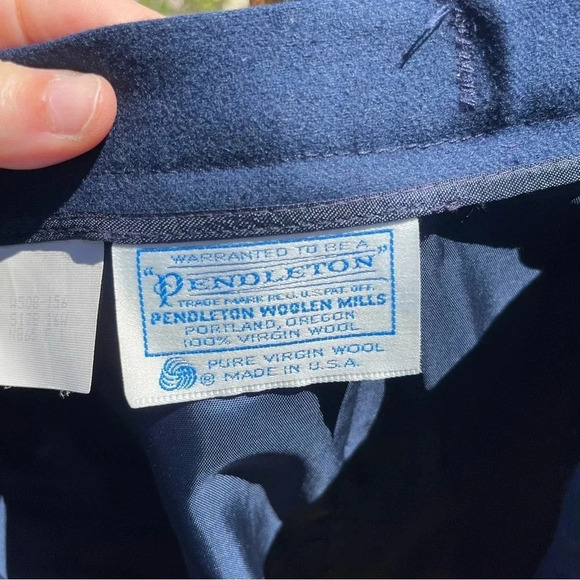 WARRANTED TO BE A
"PENDLETON"
TRADE MARK REG. U.S. PAT. OFF.
PENDLETON WOOLEN MILLS
PORTLAND, OREGON
100% VIRGIN WOOL
PURE VIRGIN WOOL
® MADE IN U.S.A.